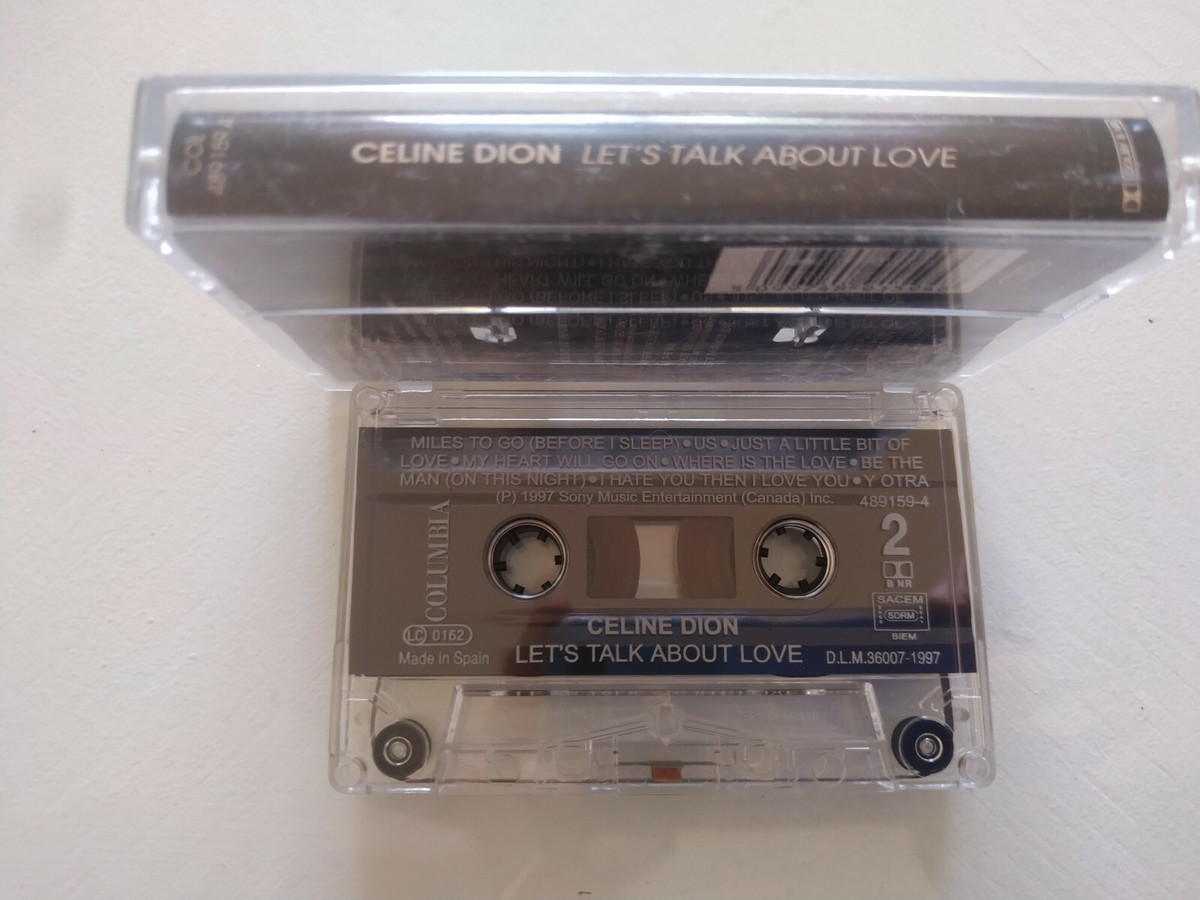 COL
489159 4
CELINE DION LET'S TALK ABOUT LOVE
MILES TO GO (BEFORE I SLEEP)•US•JUST A LITTLE BIT OF
LOVE•MY HEART WILL GO ON•WHERE IS THE LOVE•BE THE
MAN (ON THIS NIGHT)•I HATE YOU THEN I LOVE YOU•Y OTRA
(P) 1997 Sony Music Entertainment (Canada) Inc.
489159-4
COLUMBIA
2
B NR
SACEM
SDRM
BIEM
LC 0162
Made in Spain
CELINE DION
LET'S TALK ABOUT LOVE
D.L.M.36007-1997